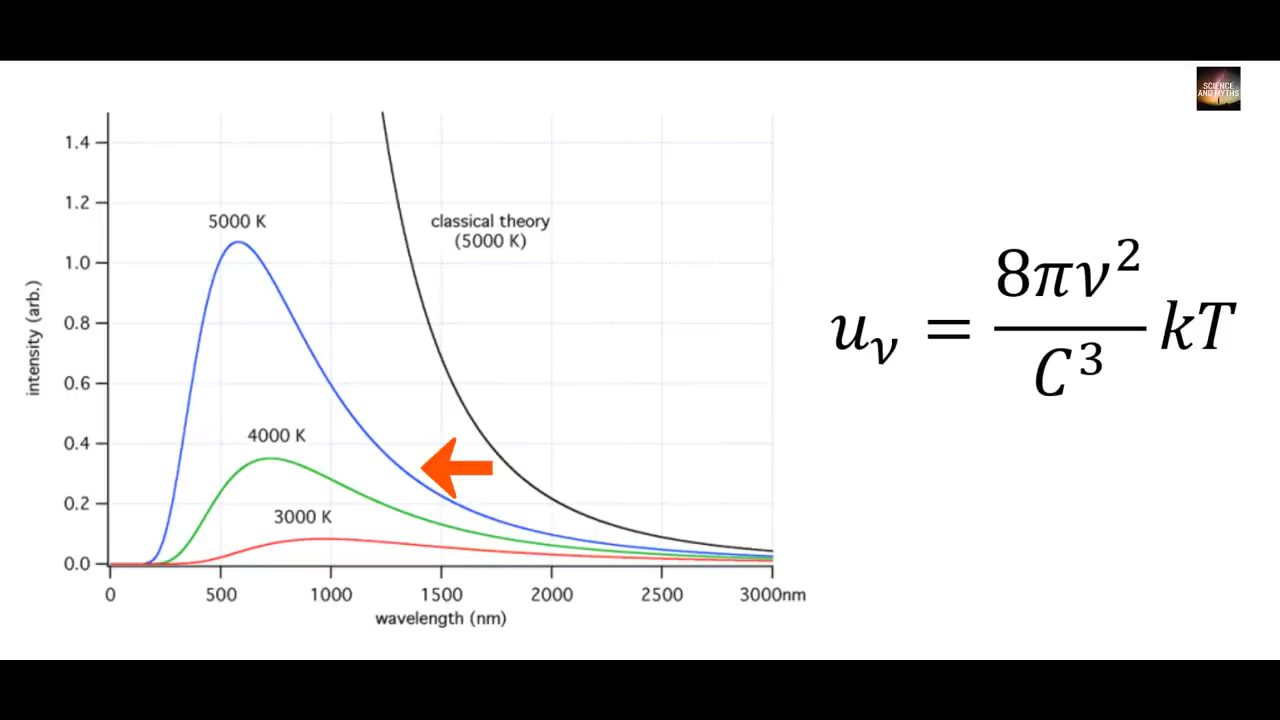 SCIENCE
AND MYTHS
1.4
1.2
1.0
0.8
0.6
0.4
0.2
0.0
intensity (arb.)
5000 K
classical theory
(5000 K)
4000 K
3000 K
0 500 1000 1500 2000 2500 3000nm
wavelength (nm)
u_ν = 8πν²/C³ kT